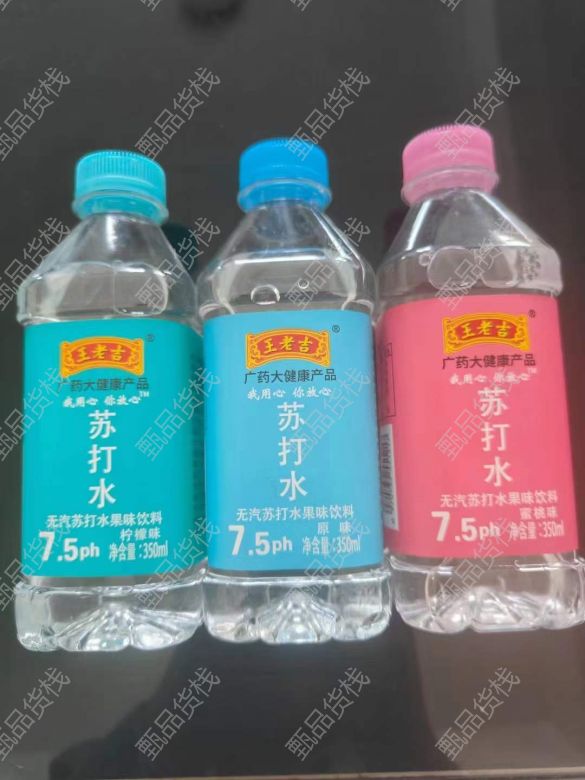 王老吉®
广药大健康产品
我用心 你放心™
苏打水
无汽苏打水果味饮料
柠檬味
7.5ph 净含量:350ml
王老吉®
广药大健康产品
我用心 你放心™
苏打水
无汽苏打水果味饮料
原味
7.5ph 净含量:350ml
王老吉®
广药大健康产品
我用心 你放心™
苏打水
无汽苏打水果味饮料
蜜桃味
7.5ph 净含量:350ml
甄品货栈